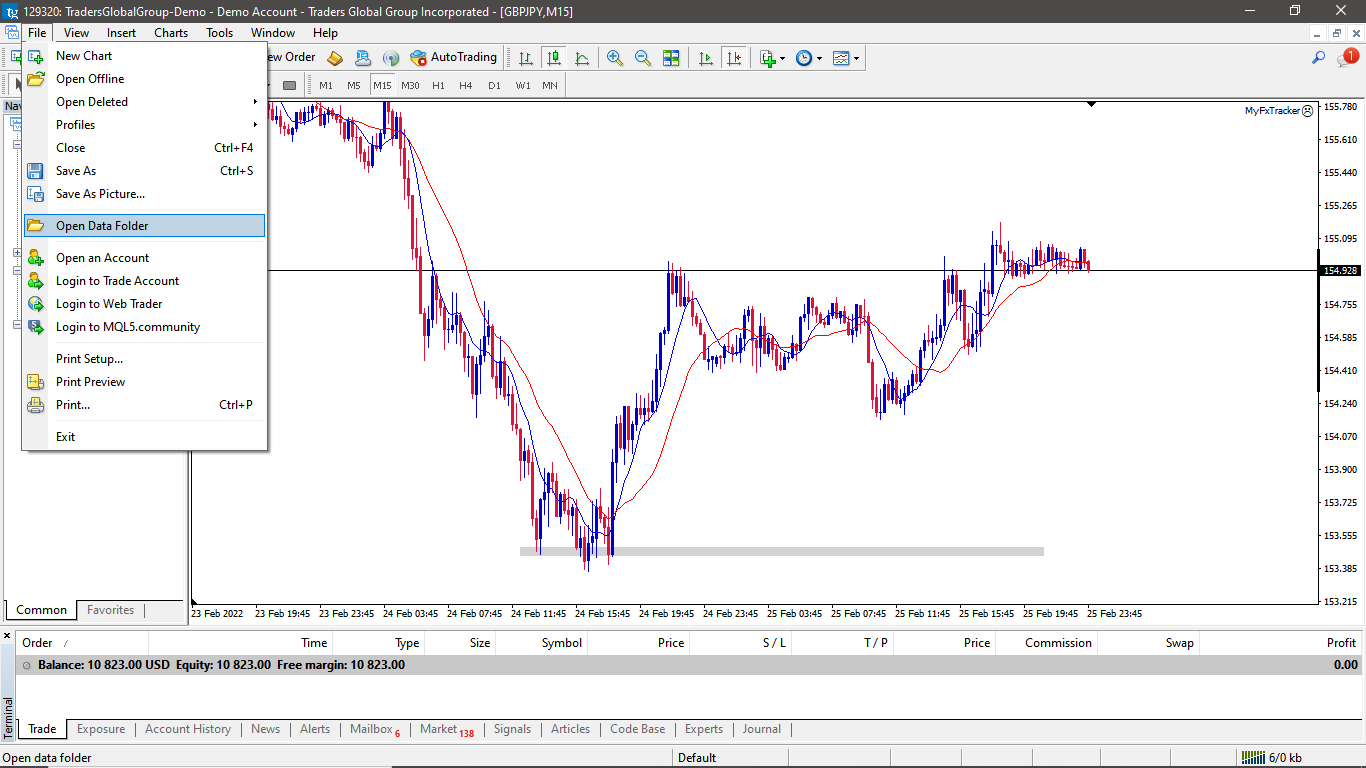 129320: TradersGlobalGroup-Demo - Demo Account - Traders Global Group Incorporated - [GBPJPY,M15]
File View Insert Charts Tools Window Help
New Chart
Open Offline
Open Deleted
Profiles
Close Ctrl+F4
Save As Ctrl+S
Save As Picture...
Open Data Folder
Open an Account
Login to Trade Account
Login to Web Trader
Login to MQL5.community
Print Setup...
Print Preview
Print... Ctrl+P
Exit
Order AutoTrading 1
M1 M5 M15 M30 H1 H4 D1 W1 MN
Nav
MyFxTracker
155.780
155.610
155.440
155.265
155.095
154.928
154.755
154.585
154.410
154.240
154.070
153.900
153.725
153.555
153.385
153.215
23 Feb 2022 23 Feb 19:45 23 Feb 23:45 24 Feb 03:45 24 Feb 07:45 24 Feb 11:45 24 Feb 15:45 24 Feb 19:45 24 Feb 23:45 25 Feb 03:45 25 Feb 07:45 25 Feb 11:45 25 Feb 15:45 25 Feb 19:45 25 Feb 23:45
Common Favorites
Order / Time Type Size Symbol Price S / L T / P Price Commission Swap Profit
Balance: 10 823.00 USD Equity: 10 823.00 Free margin: 10 823.00 0.00
Terminal
Trade Exposure Account History News Alerts Mailbox 6 Market 138 Signals Articles Code Base Experts Journal
Open data folder Default 6/0 kb